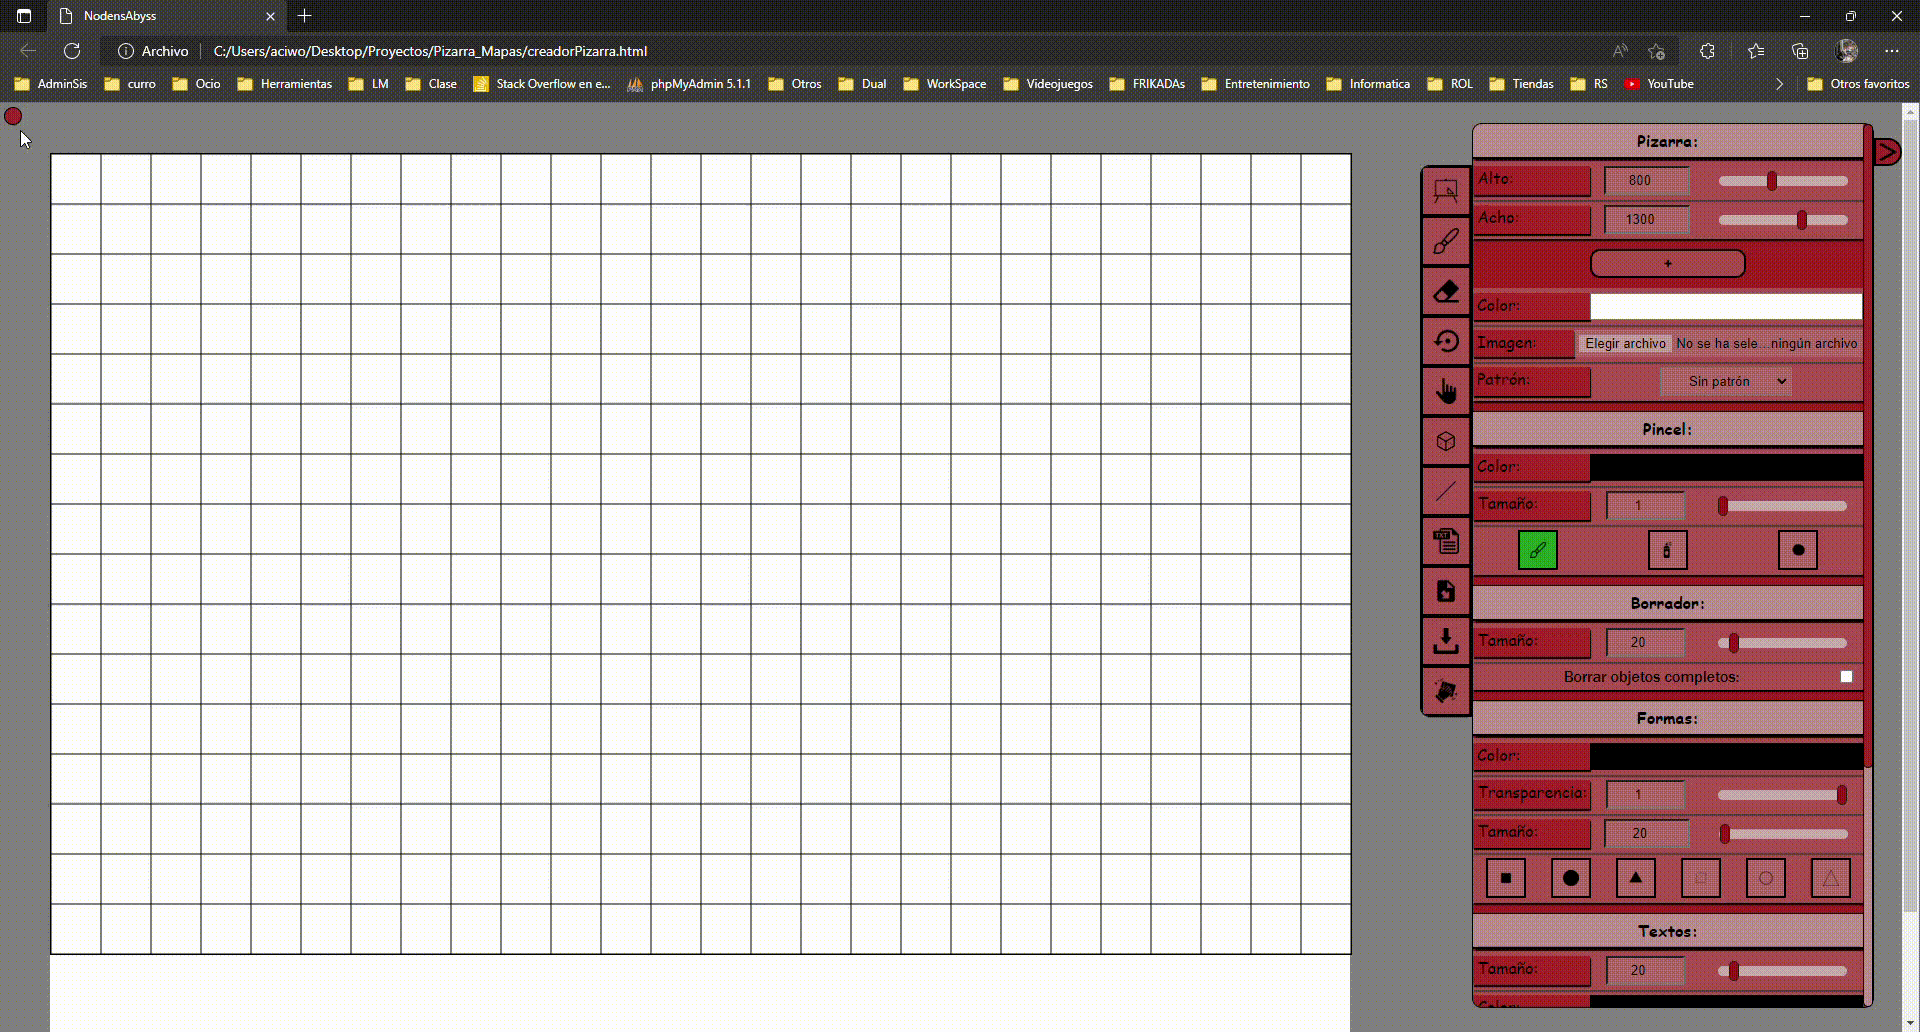 NodensAbyss
Archivo C:/Users/aciwo/Desktop/Proyectos/Pizarra_Mapas/creadorPizarra.html
AdminSis curro Ocio Herramientas LM Clase Stack Overflow en e... phpMyAdmin 5.1.1 Otros Dual WorkSpace Videojuegos FRIKADAs Entretenimiento Informatica ROL Tiendas RS YouTube Otros favoritos
Pizarra:
Alto: 800
Acho: 1300
+
Color:
Imagen: Elegir archivo No se ha sele...ningún archivo
Patrón: Sin patrón
Pincel:
Color:
Tamaño: 1
Borrador:
Tamaño: 20
Borrar objetos completos:
Formas:
Color:
Transparencia: 1
Tamaño: 20
TXT
Textos:
Tamaño: 20
Color: